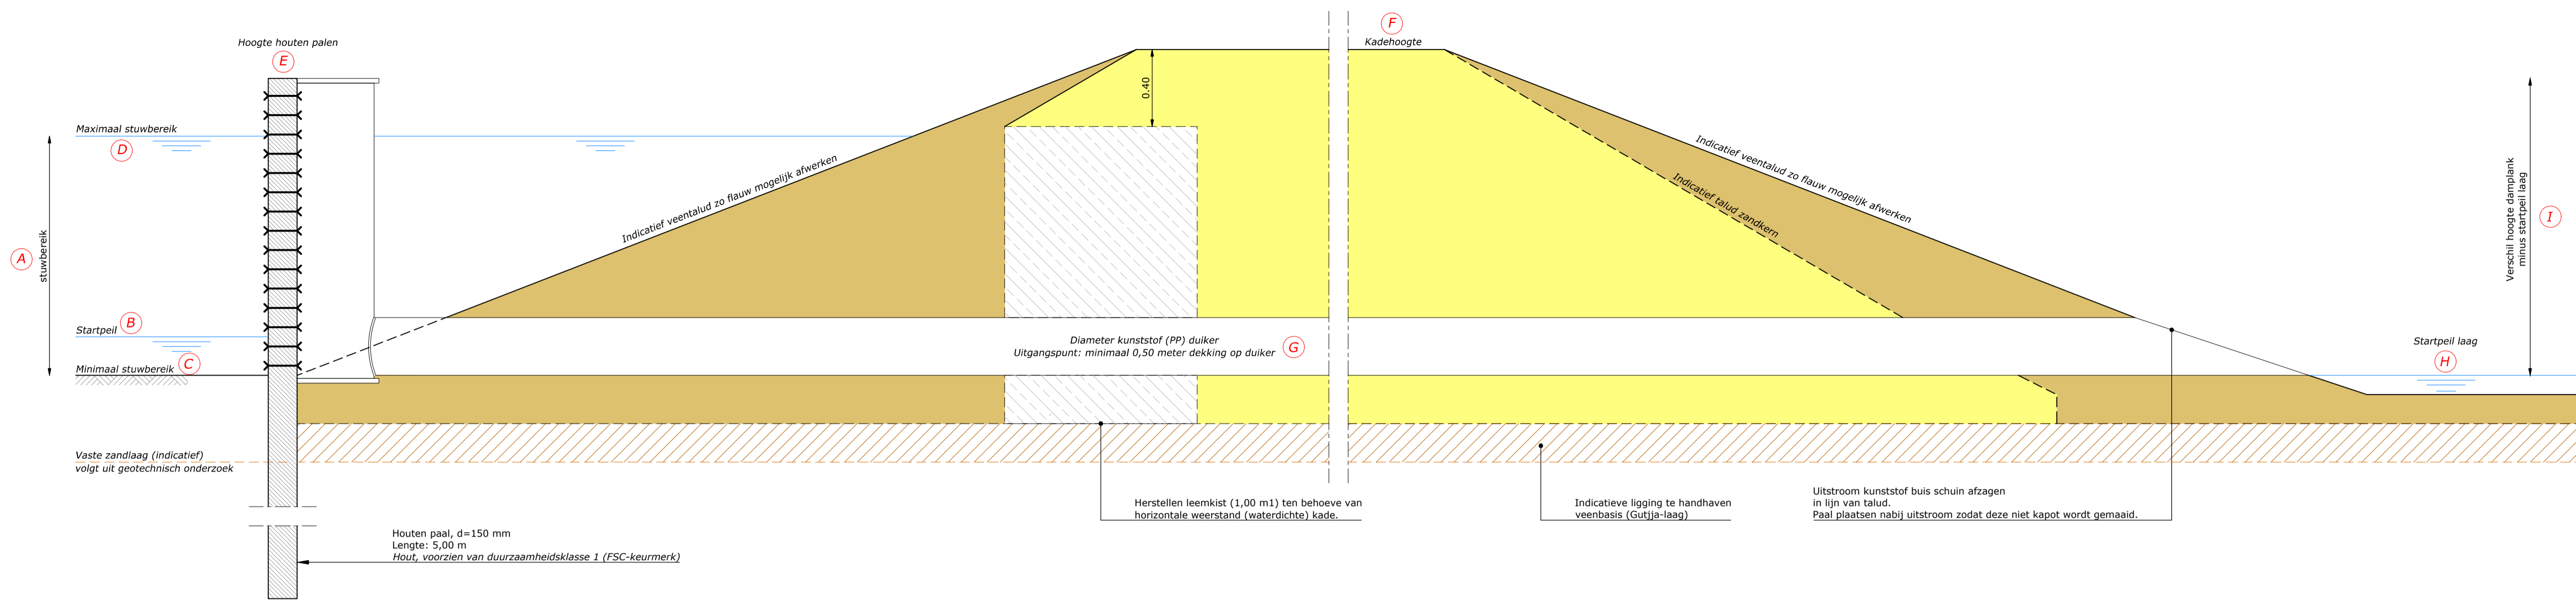 F
Kadehoogte
Hoogte houten palen
E
0.40
Maximaal stuwbereik
D
Indicatief veentalud zo flauw mogelijk afwerken
Indicatief veentalud zo flauw mogelijk afwerken
Indicatief talud zandkern
Verschil hoogte damplank
minus startpeil laag
I
A
stuwbereik
Startpeil
B
Minimaal stuwbereik
C
Diameter kunststof (PP) duiker
Uitgangspunt: minimaal 0,50 meter dekking op duiker
G
Startpeil laag
H
Vaste zandlaag (indicatief)
volgt uit geotechnisch onderzoek
Herstellen leemkist (1,00 m1) ten behoeve van
horizontale weerstand (waterdichte) kade.
Indicatieve ligging te handhaven
veenbasis (Gutjja-laag)
Uitstroom kunststof buis schuin afzagen
in lijn van talud.
Paal plaatsen nabij uitstroom zodat deze niet kapot wordt gemaaid.
Houten paal, d=150 mm
Lengte: 5,00 m
Hout, voorzien van duurzaamheidsklasse 1 (FSC-keurmerk)